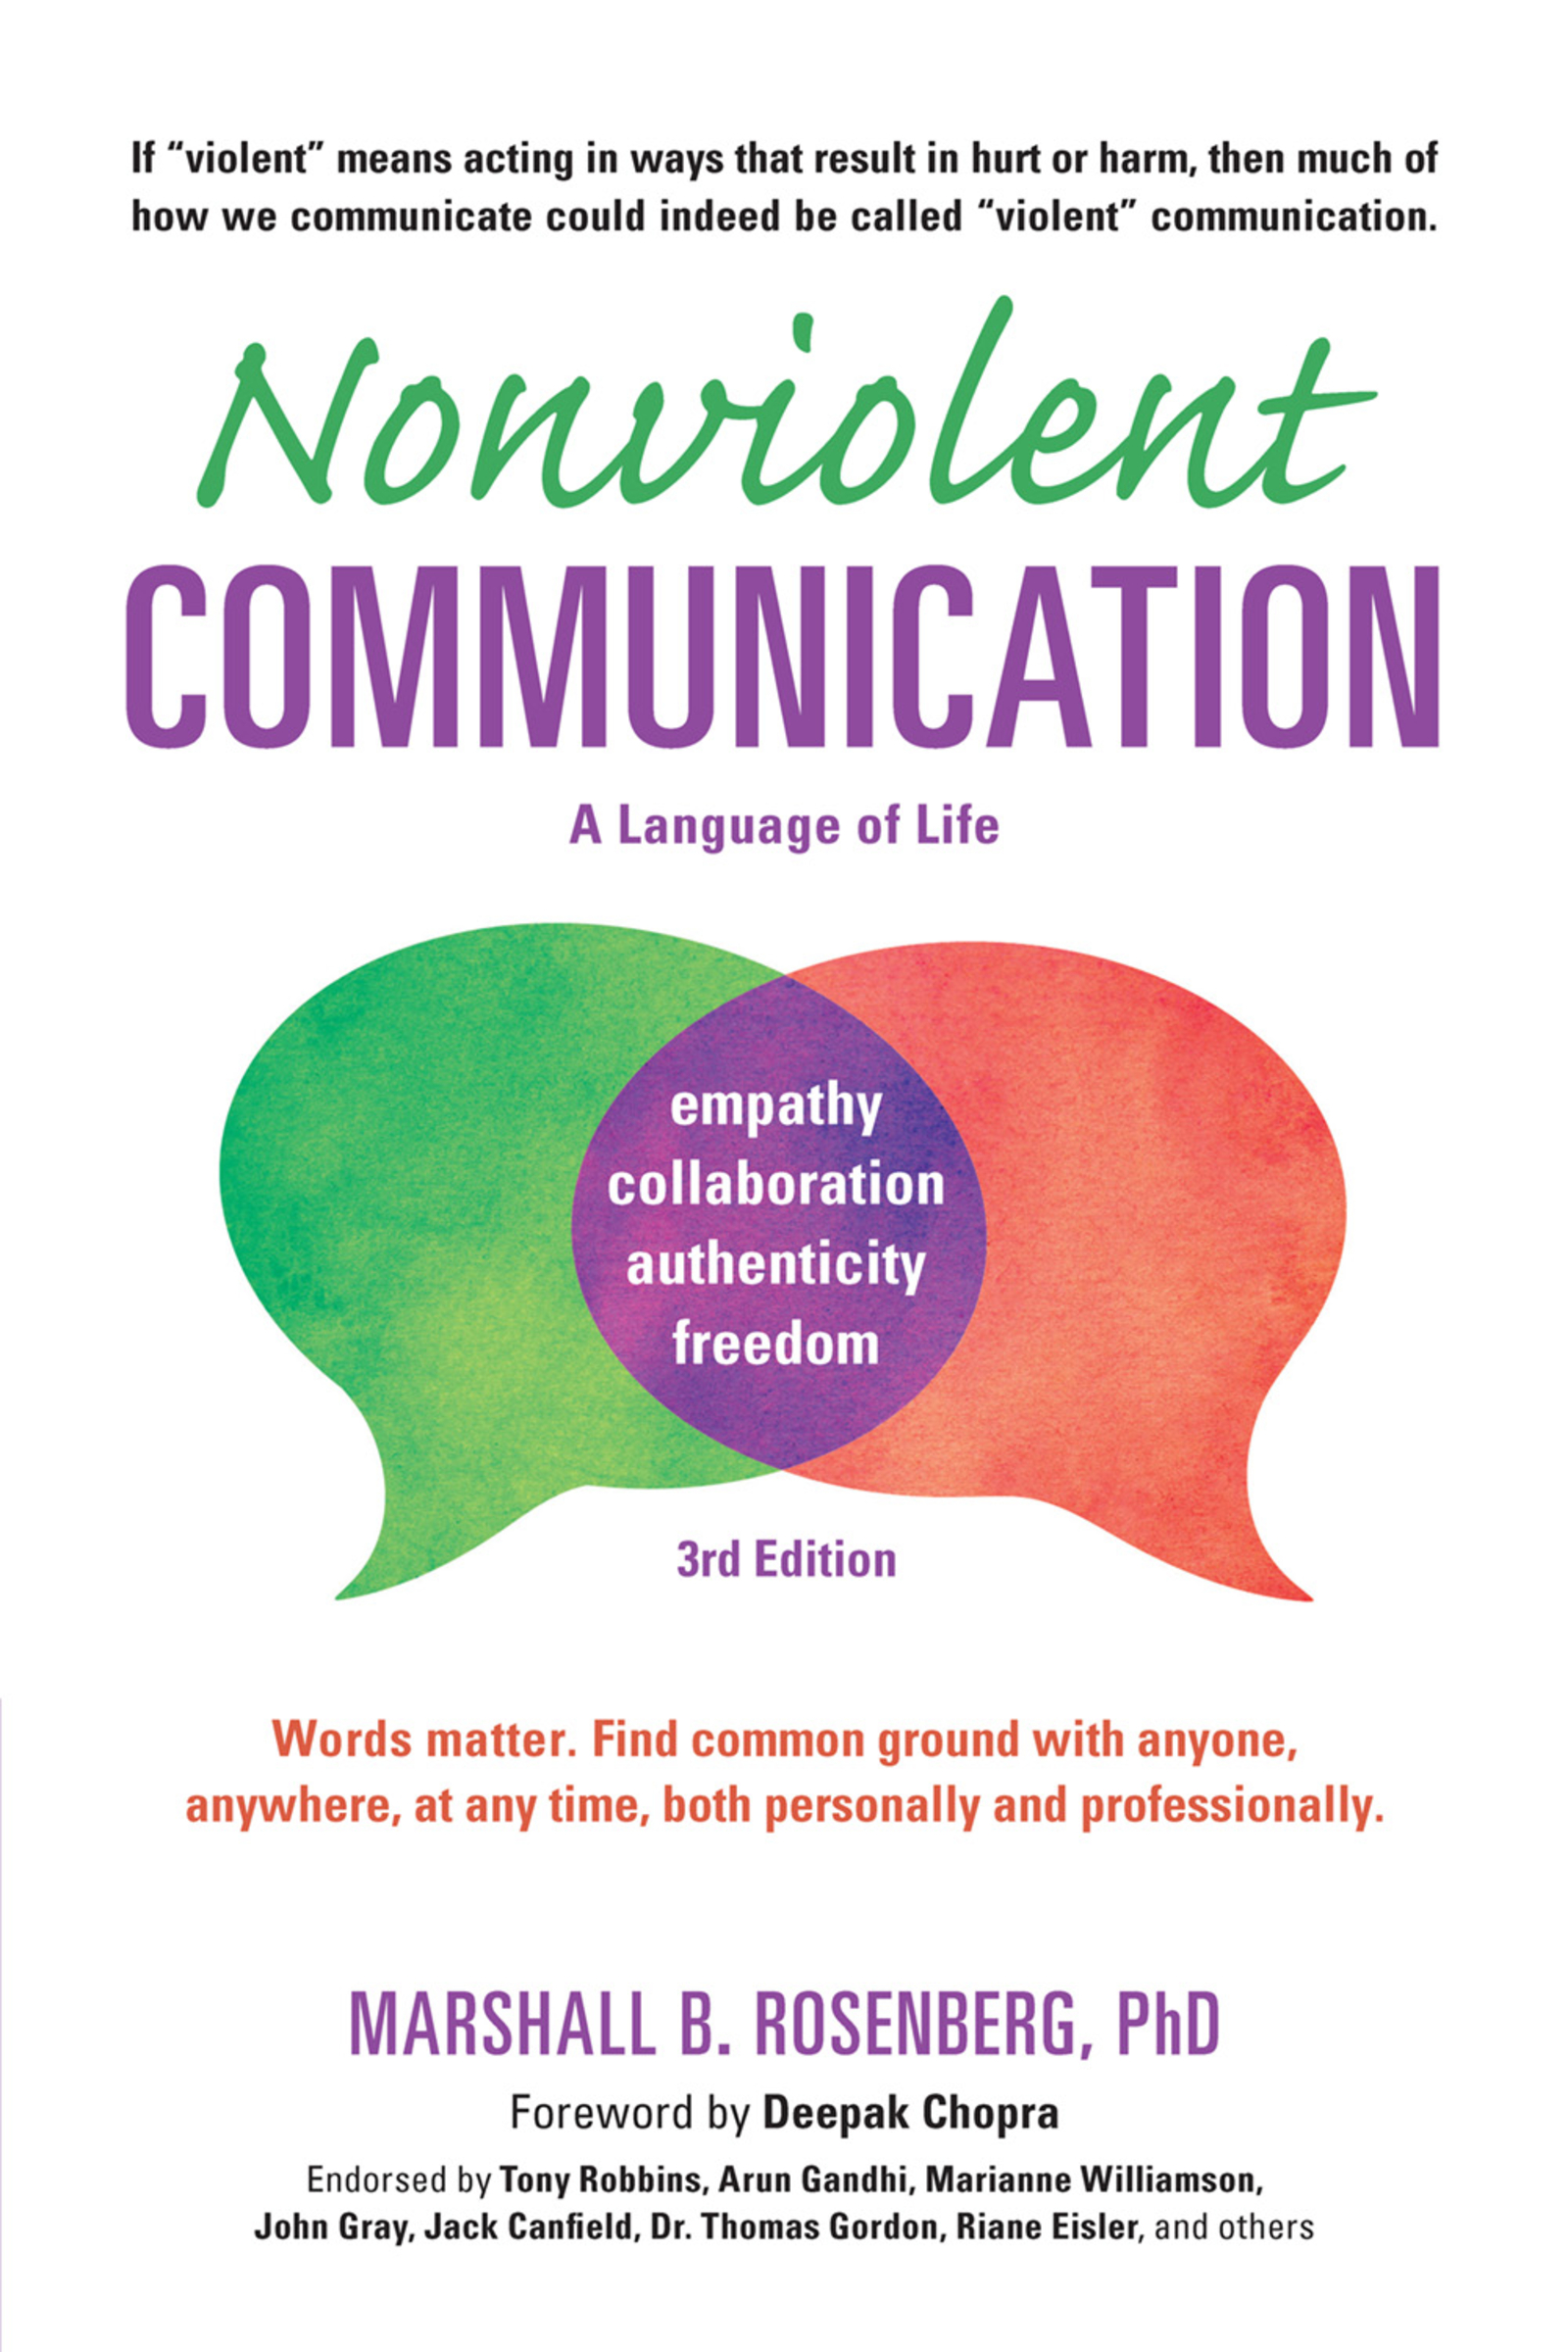 If “violent” means acting in ways that result in hurt or harm, then much of
how we communicate could indeed be called “violent” communication.
Nonviolent
COMMUNICATION
A Language of Life
empathy
collaboration
authenticity
freedom
3rd Edition
Words matter. Find common ground with anyone,
anywhere, at any time, both personally and professionally.
MARSHALL B. ROSENBERG, PhD
Foreword by Deepak Chopra
Endorsed by Tony Robbins, Arun Gandhi, Marianne Williamson,
John Gray, Jack Canfield, Dr. Thomas Gordon, Riane Eisler, and others